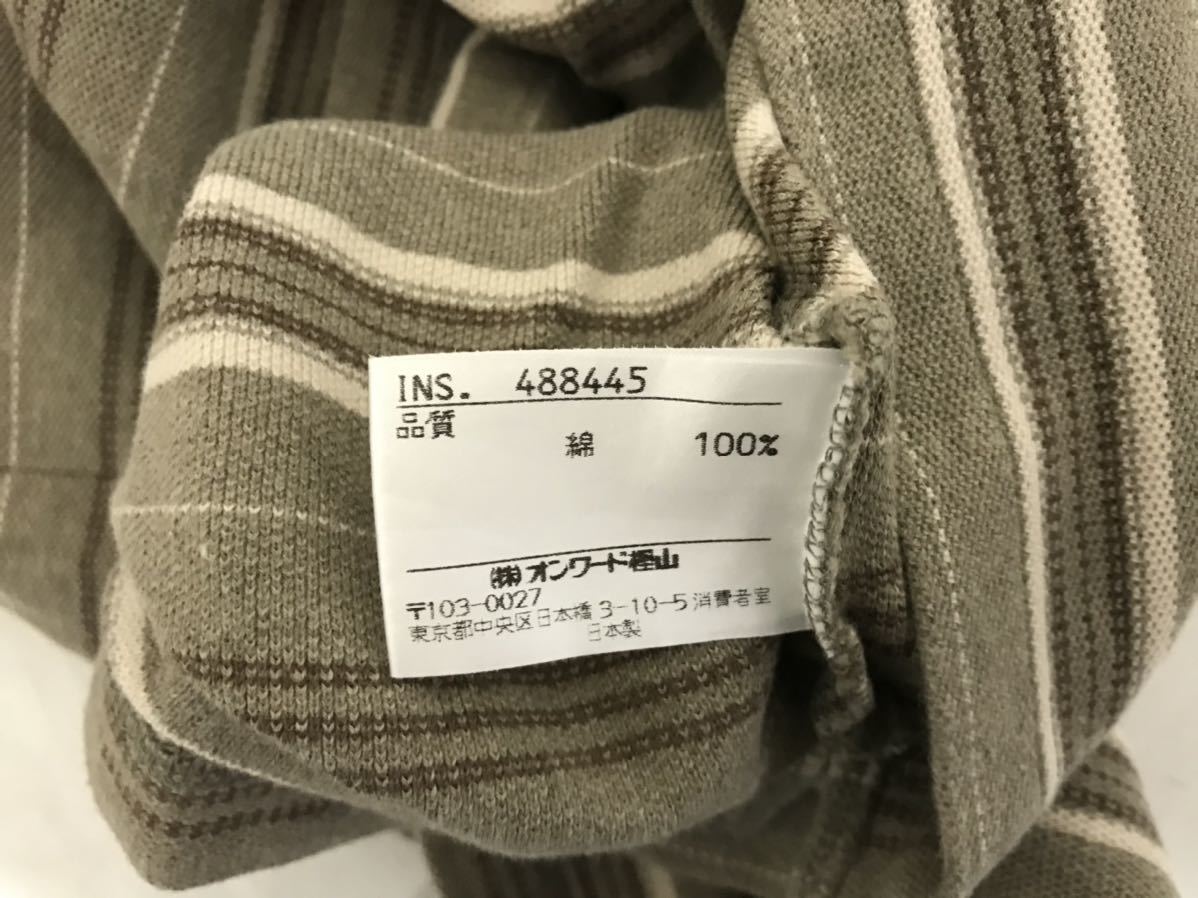 INS. 488445
品質
綿 100%
(株)オンワード樫山
〒103-0027
東京都中央区日本橋3-10-5消費者室
日本製